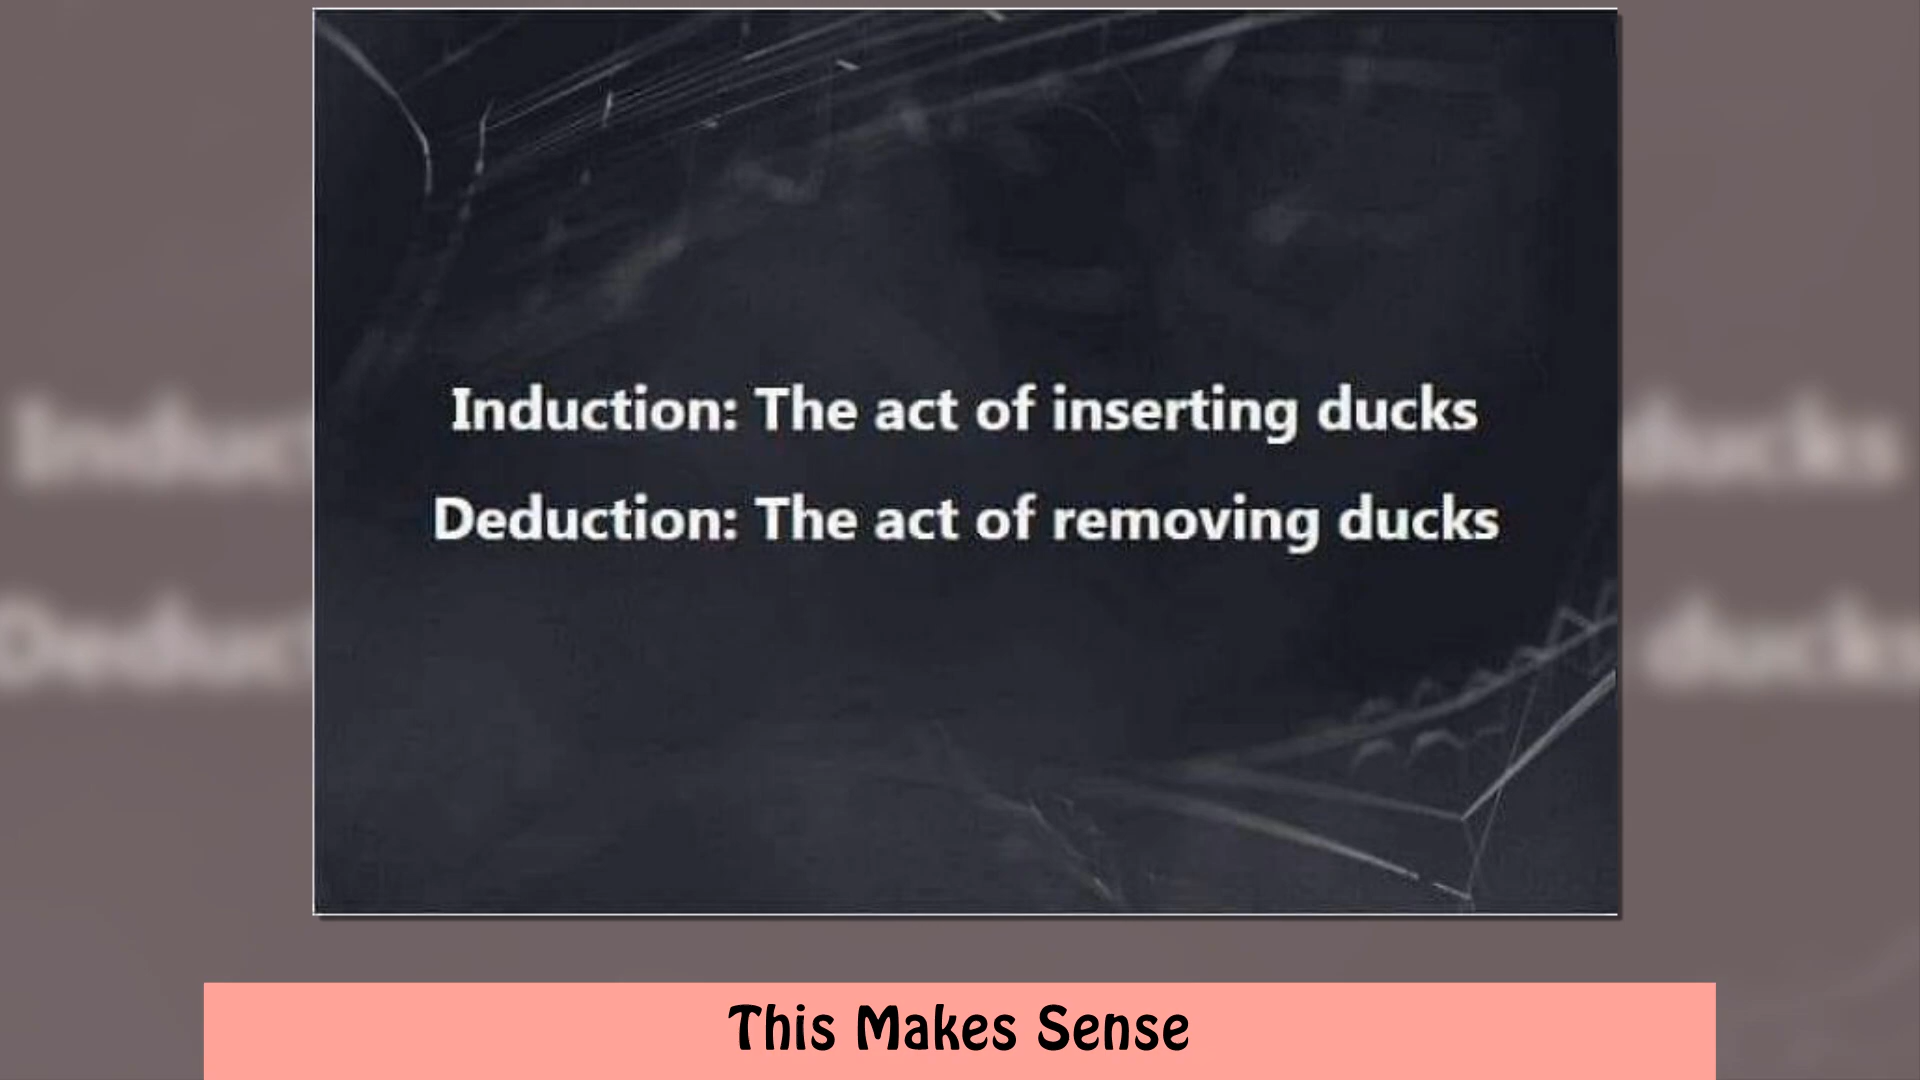 Induction: The act of inserting ducks
Deduction: The act of removing ducks
This Makes Sense